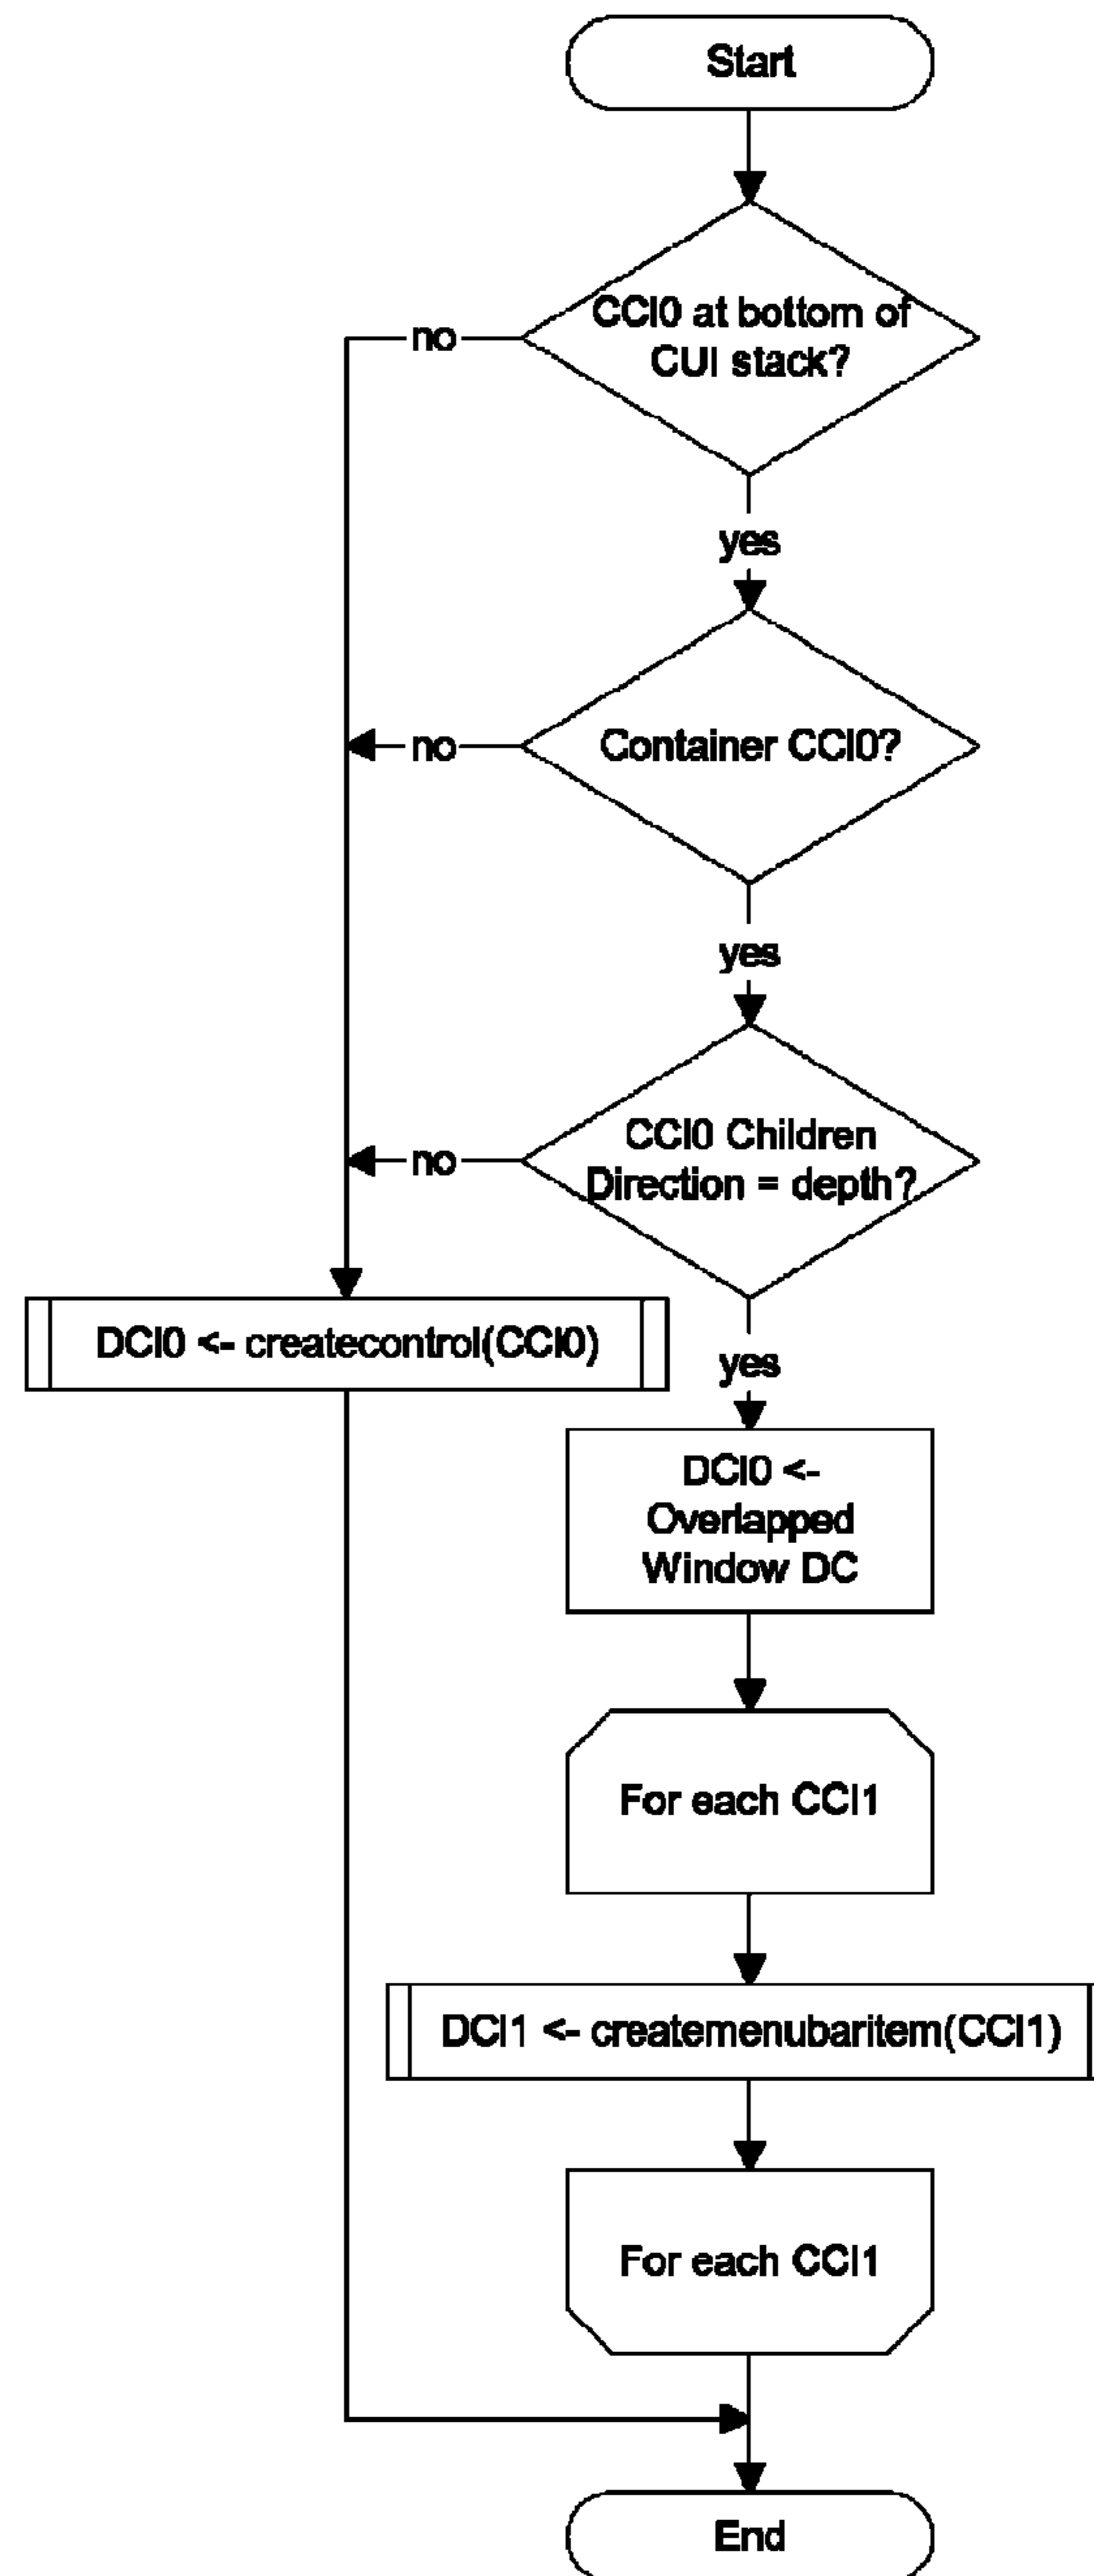 Start
CCI0 at bottom of
CUI stack?
no
yes
Container CCI0?
no
yes
CCI0 Children
Direction = depth?
no
DCI0 <- createcontrol(CCI0)
yes
DCI0 <-
Overlapped
Window DC
For each CCI1
DCI1 <- createmenubaritem(CCI1)
For each CCI1
End